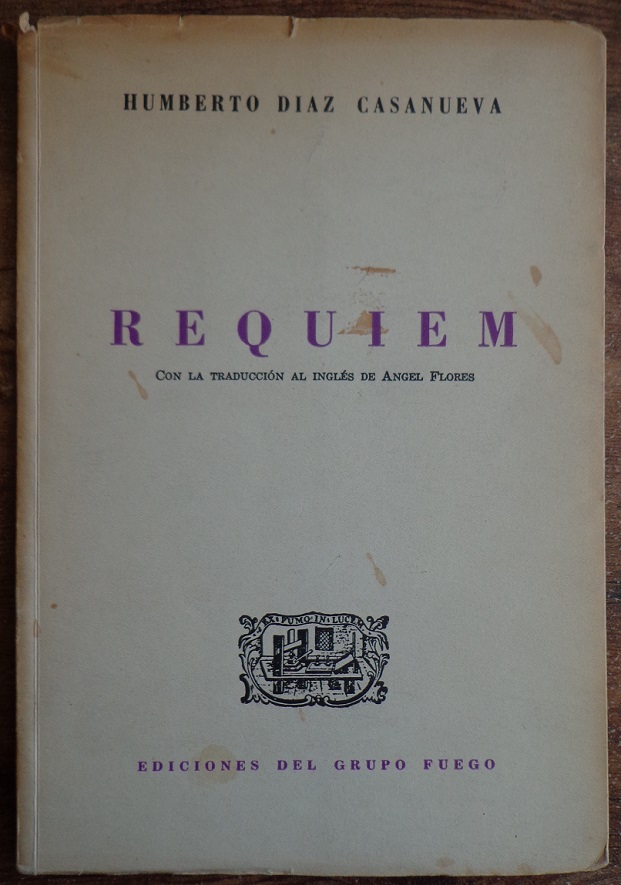 HUMBERTO DIAZ CASANUEVA
REQUIEM
CON LA TRADUCCIÓN AL INGLÉS DE ANGEL FLORES
EX·FUMO·IN·LUCEM
EDICIONES DEL GRUPO FUEGO